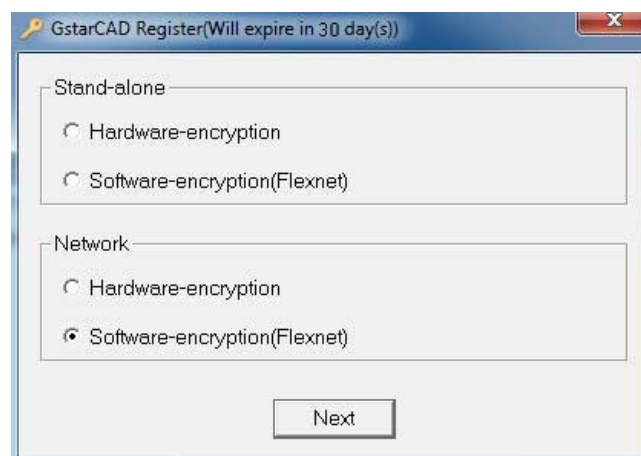 GstarCAD Register(Will expire in 30 day(s))
Stand-alone
Hardware-encryption
Software-encryption(Flexnet)
Network
Hardware-encryption
Software-encryption(Flexnet)
Next